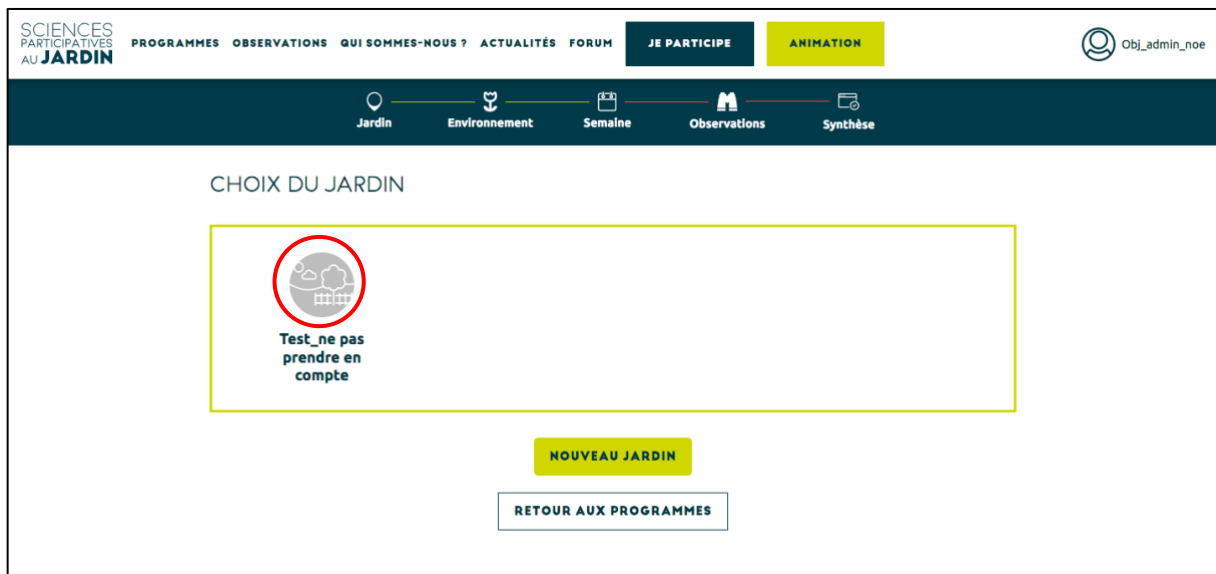 SCIENCES
PARTICIPATIVES
AU JARDIN
PROGRAMMES OBSERVATIONS QUI SOMMES-NOUS ? ACTUALITÉS FORUM JE PARTICIPE ANIMATION Obj_admin_noe
Jardin Environnement Semaine Observations Synthèse
CHOIX DU JARDIN
Test_ne pas
prendre en
compte
NOUVEAU JARDIN
RETOUR AUX PROGRAMMES